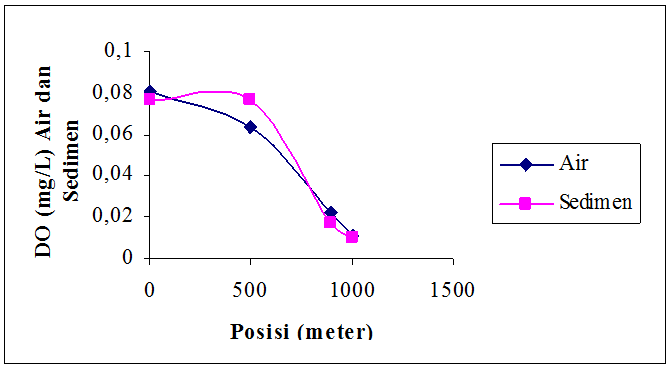 DO (mg/L) Air dan
Sedimen
0,1
0,08
0,06
0,04
0,02
0
0 500 1000 1500
Posisi (meter)
Air
Sedimen